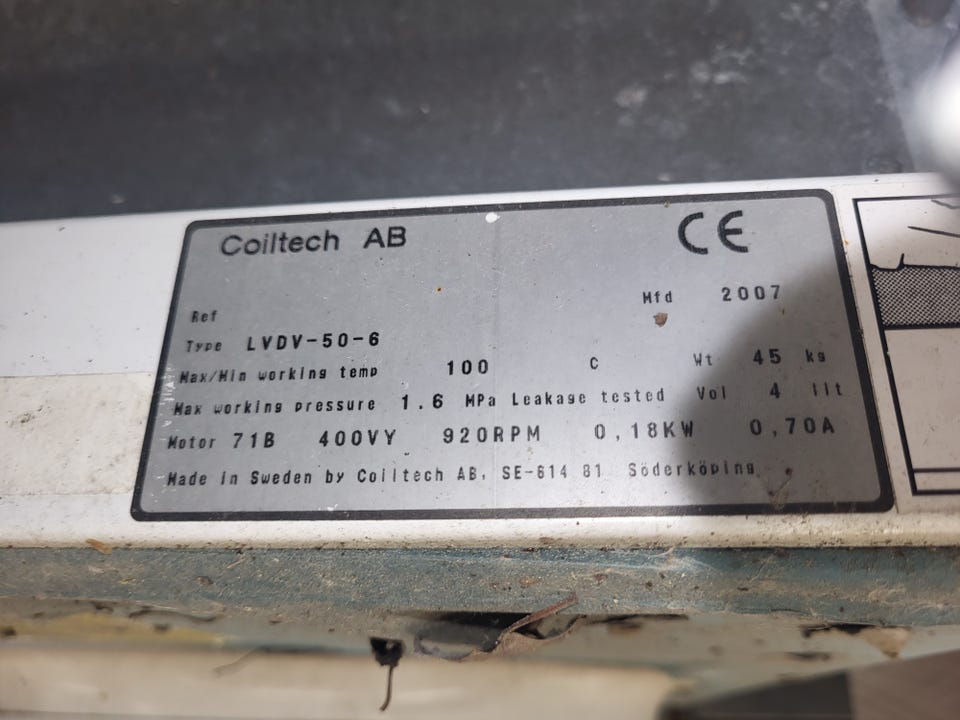 Coiltech AB CE
Mfd 2007
Ref
Type LVDV-50-6
Max/Min working temp 100 C Wt 45 kg
Max working pressure 1.6 MPa Leakage tested Vol 4 lit
Motor 71B 400VY 920RPM 0,18KW 0,70A
Made in Sweden by Coiltech AB, SE-614 81 Söderköping